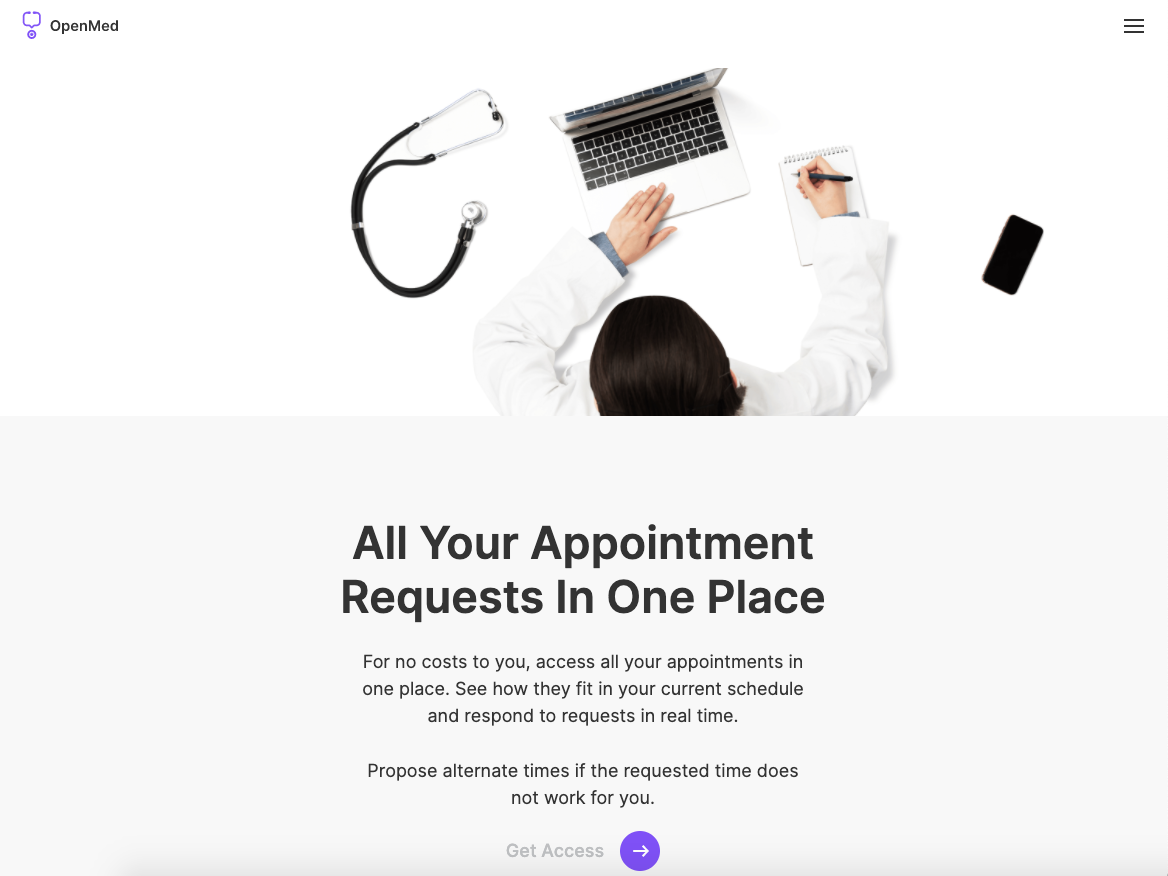 OpenMed
All Your Appointment
Requests In One Place
For no costs to you, access all your appointments in
one place. See how they fit in your current schedule
and respond to requests in real time.
Propose alternate times if the requested time does
not work for you.
Get Access